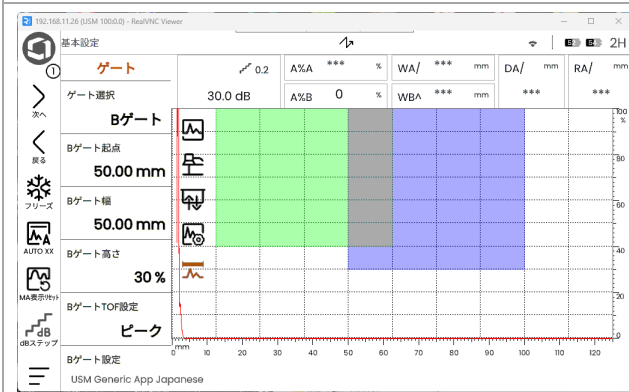 192.168.11.26 (USM 100:0.0) - RealVNC Viewer
基本設定
2H
1
ゲート
0.2
30.0 dB
A%A *** %
WA/ *** mm
DA/ mm
RA/ mm
A%B 0 %
WB^ *** mm
***
***
次へ
戻る
フリーズ
AUTO XX
MA表示リセット
dB
dBステップ
ゲート選択
Bゲート
Bゲート起点
50.00 mm
Bゲート幅
50.00 mm
Bゲート高さ
30 %
BゲートTOF設定
ピーク
Bゲート設定
USM Generic App Japanese
100
80
60
40
20
0
mm
0 10 20 30 40 50 60 70 80 90 100 110 120